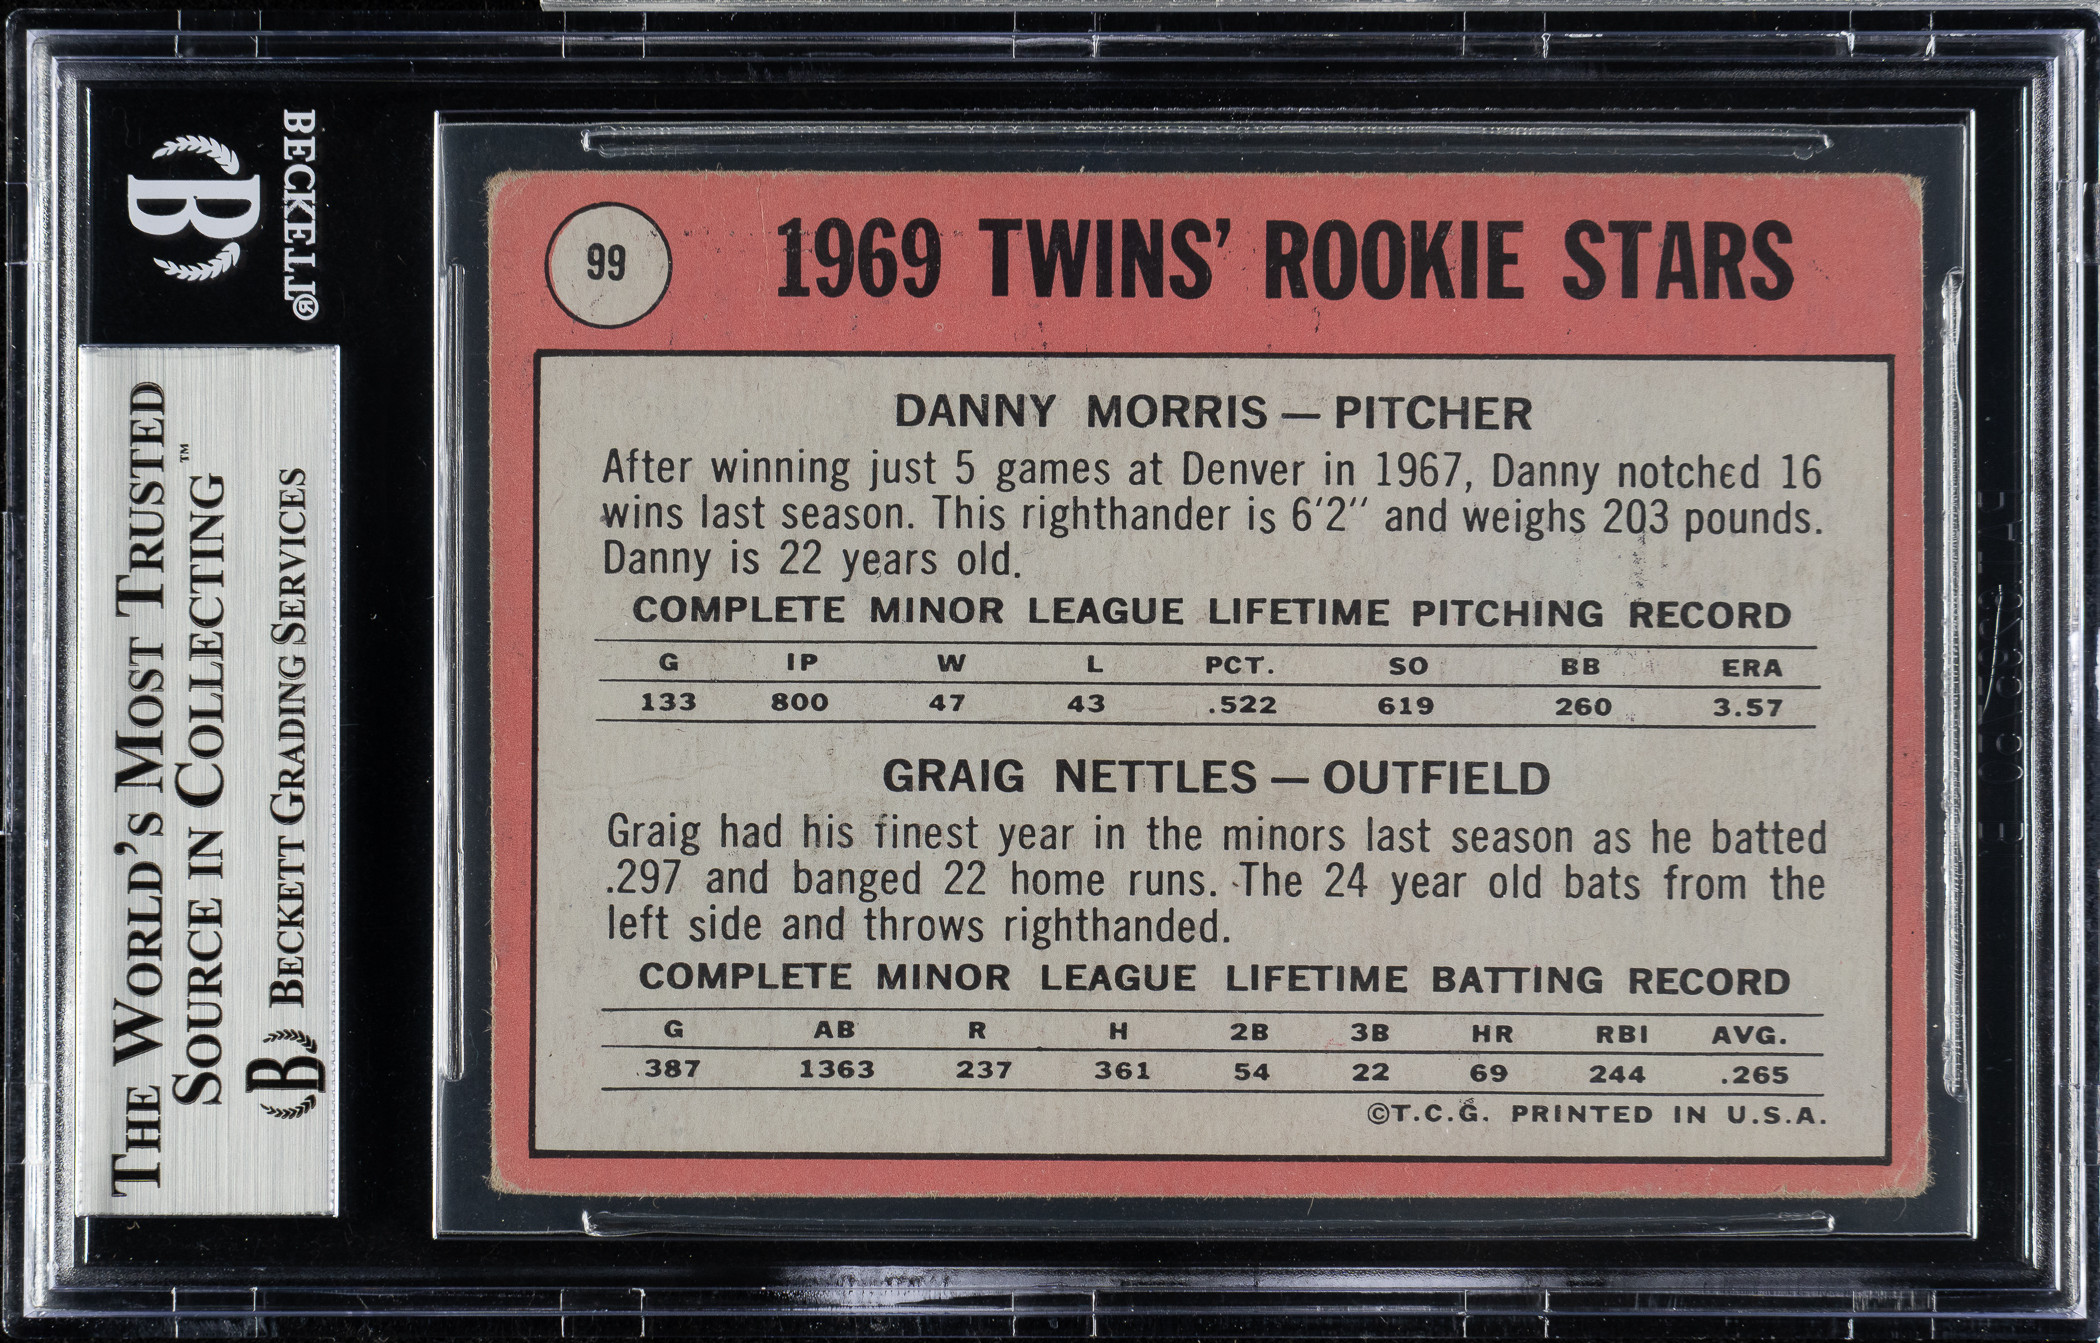 BECKETT®
THE WORLD'S MOST TRUSTED
SOURCE IN COLLECTING™
B BECKETT GRADING SERVICES
99
1969 TWINS' ROOKIE STARS
DANNY MORRIS — PITCHER
After winning just 5 games at Denver in 1967, Danny notched 16
wins last season. This righthander is 6'2" and weighs 203 pounds.
Danny is 22 years old.
COMPLETE MINOR LEAGUE LIFETIME PITCHING RECORD
G IP W L PCT. SO BB ERA
133 800 47 43 .522 619 260 3.57
GRAIG NETTLES — OUTFIELD
Graig had his finest year in the minors last season as he batted
.297 and banged 22 home runs. The 24 year old bats from the
left side and throws righthanded.
COMPLETE MINOR LEAGUE LIFETIME BATTING RECORD
G AB R H 2B 3B HR RBI AVG.
387 1363 237 361 54 22 69 244 .265
©T.C.G. PRINTED IN U.S.A.